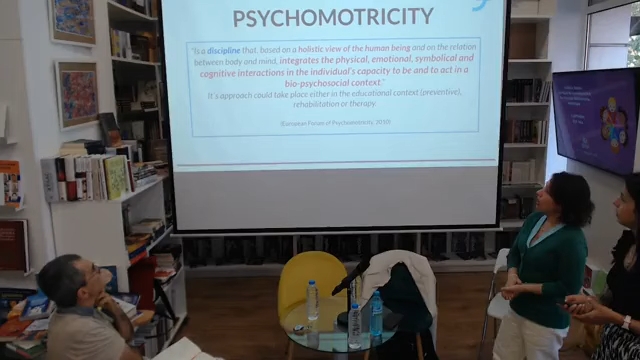 PSYCHOMOTRICITY
"Is a discipline that, based on a holistic view of the human being and on the relation
between body and mind, integrates the physical, emotional, symbolical and
cognitive interactions in the individual's capacity to be and to act in a
bio-psychosocial context."
It's approach could take place either in the educational context (preventive),
rehabilitation or therapy.
(European Forum of Psychomotricity, 2010)